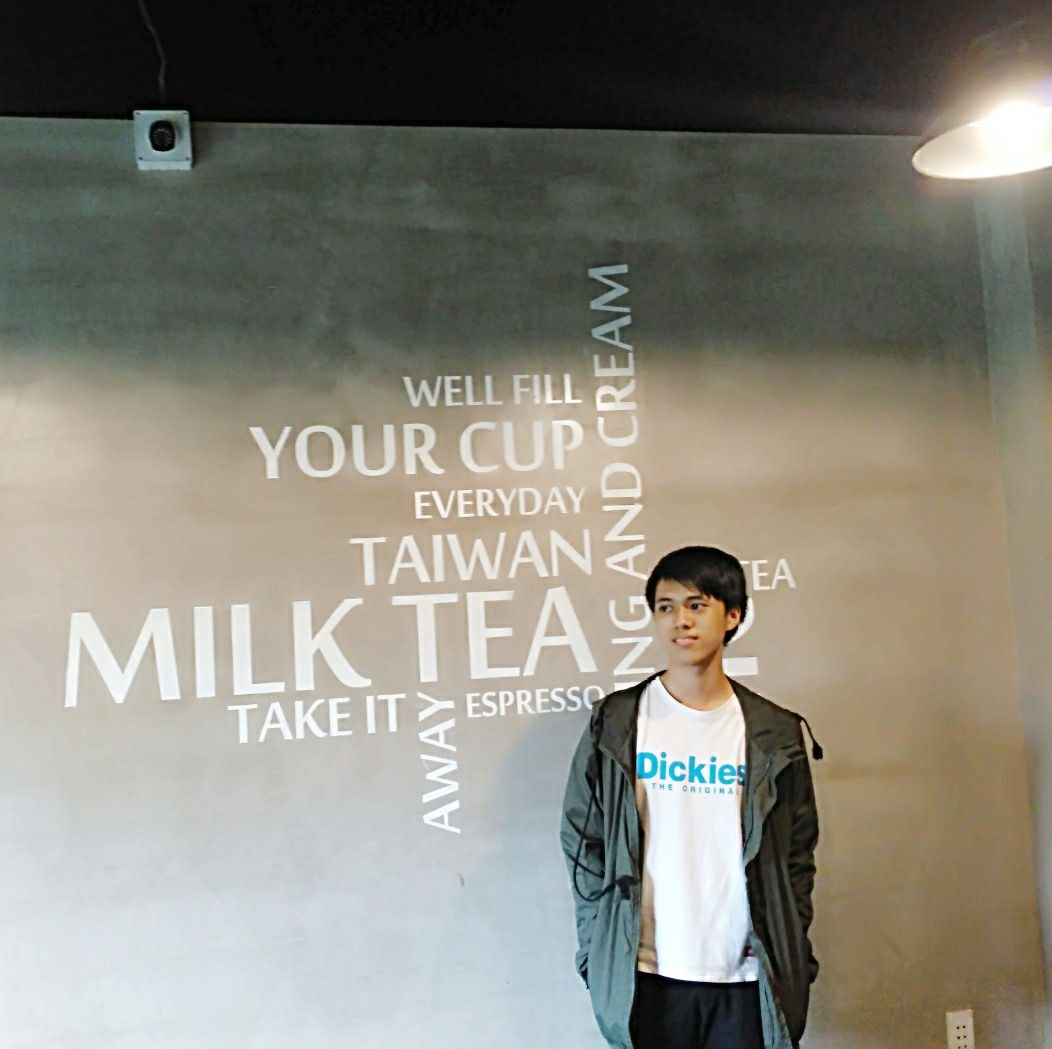 WELL FILL
YOUR CUP
EVERYDAY
TAIWAN
MILK TEA
TAKE IT
AWAY
ESPRESSO
AND CREAM
TEA
Dickies
THE ORIGINAL